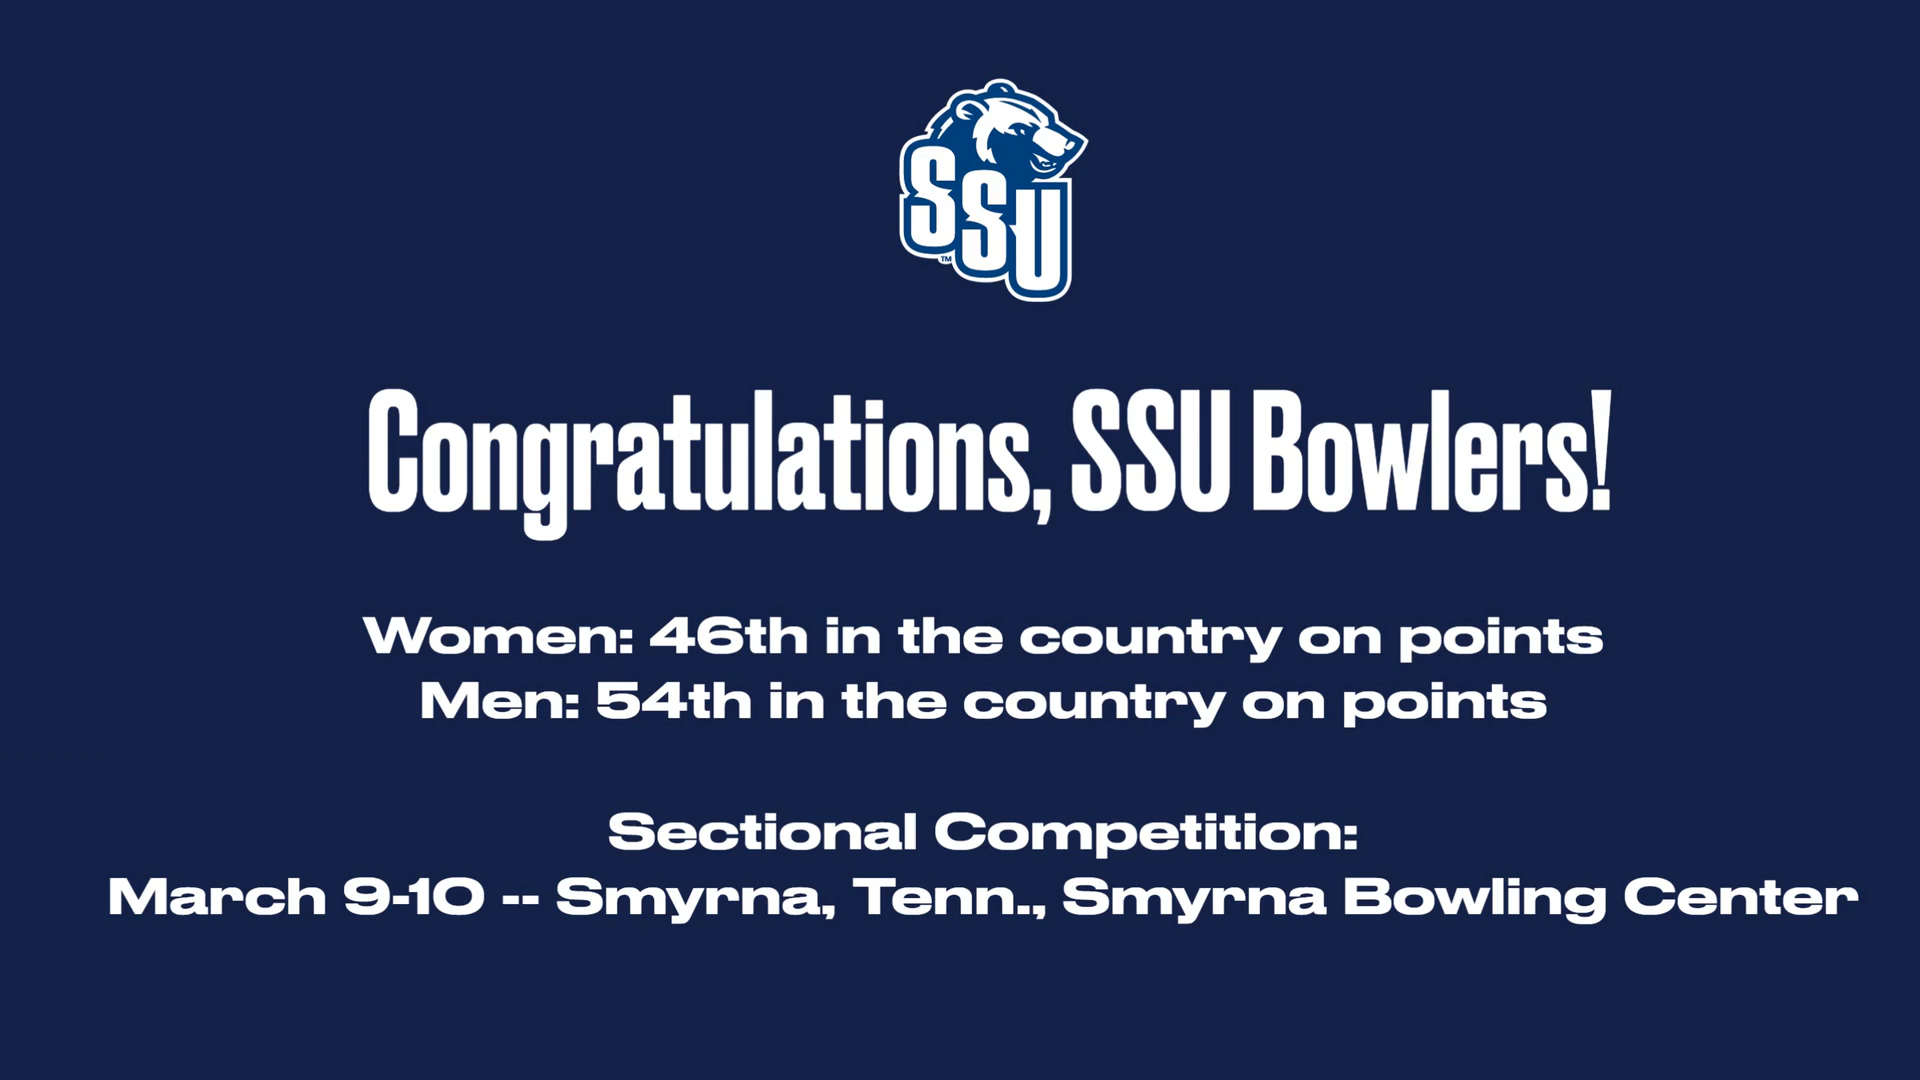 SSU
TM
Congratulations, SSU Bowlers!
Women: 46th in the country on points
Men: 54th in the country on points
Sectional Competition:
March 9-10 -- Smyrna, Tenn., Smyrna Bowling Center